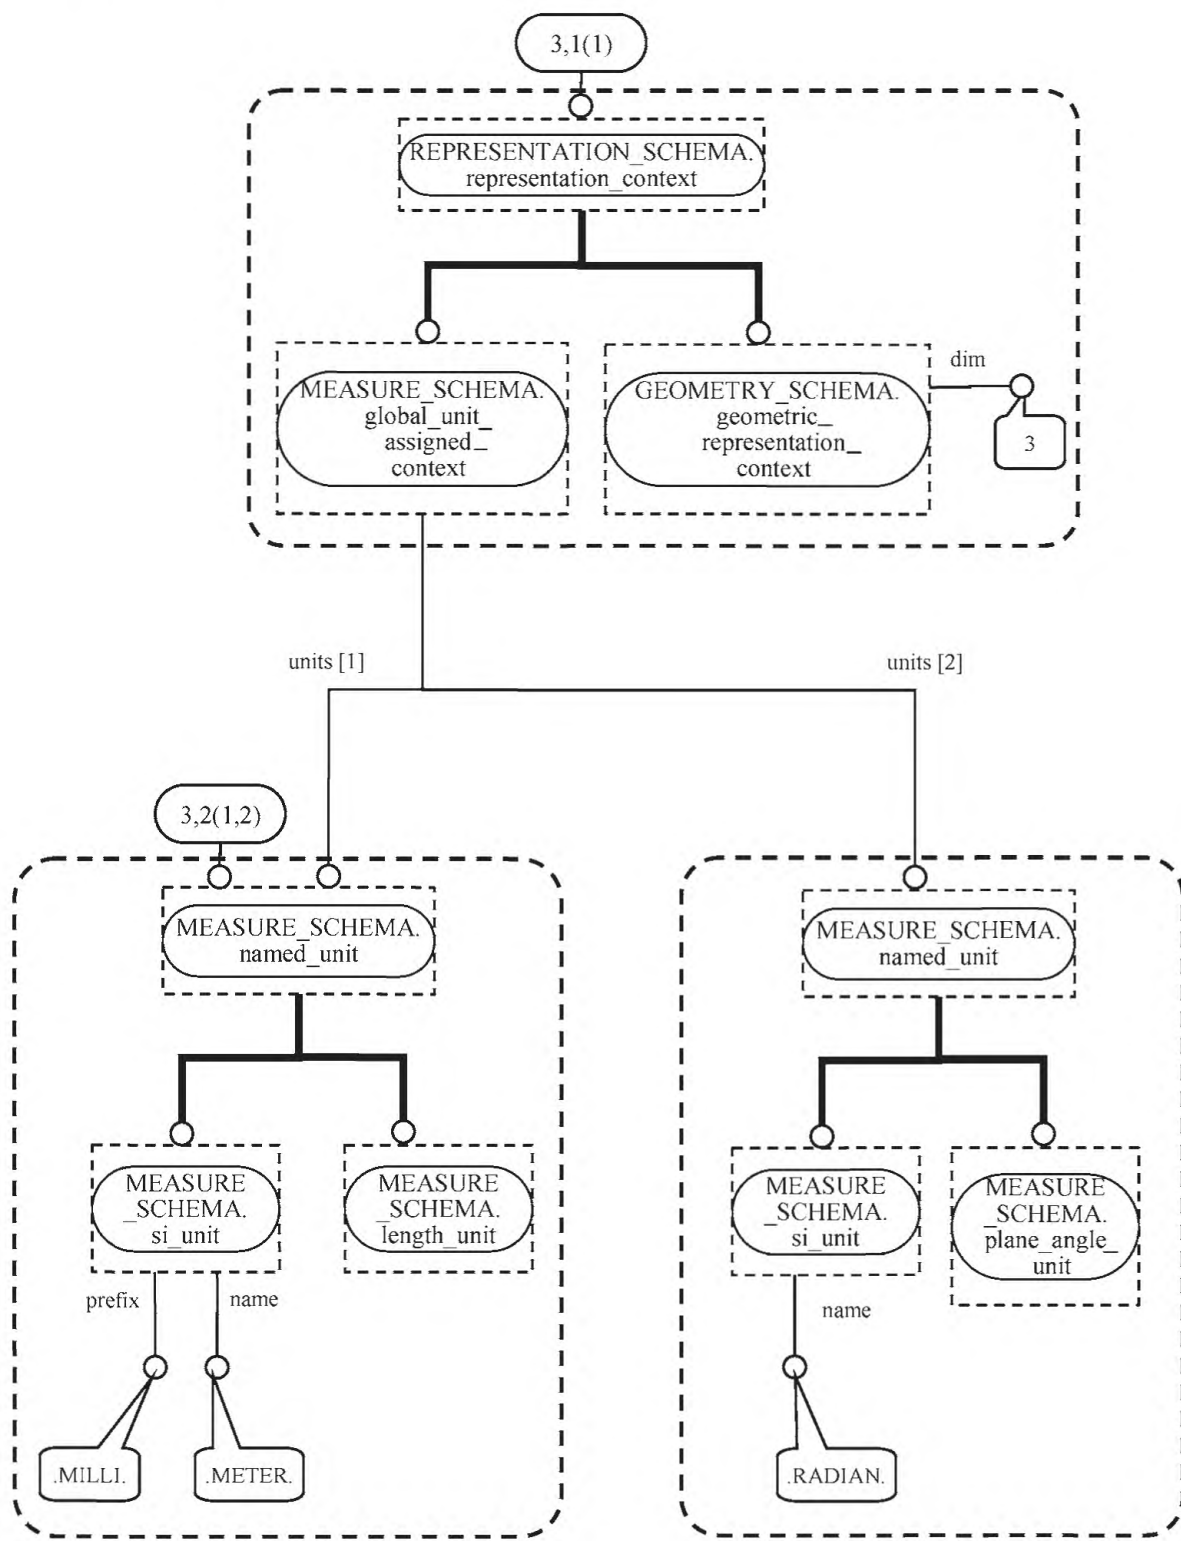 3,1(1)
REPRESENTATION_SCHEMA.
representation_context
MEASURE_SCHEMA.
global_unit_
assigned_
context
GEOMETRY_SCHEMA.
geometric_
representation_
context
dim
3
units [1]
units [2]
3,2(1,2)
MEASURE_SCHEMA.
named_unit
MEASURE_SCHEMA.
named_unit
MEASURE
_SCHEMA.
si_unit
MEASURE
_SCHEMA.
length_unit
MEASURE
_SCHEMA.
si_unit
MEASURE
_SCHEMA.
plane_angle_
unit
prefix
name
name
.MILLI.
.METER.
.RADIAN.